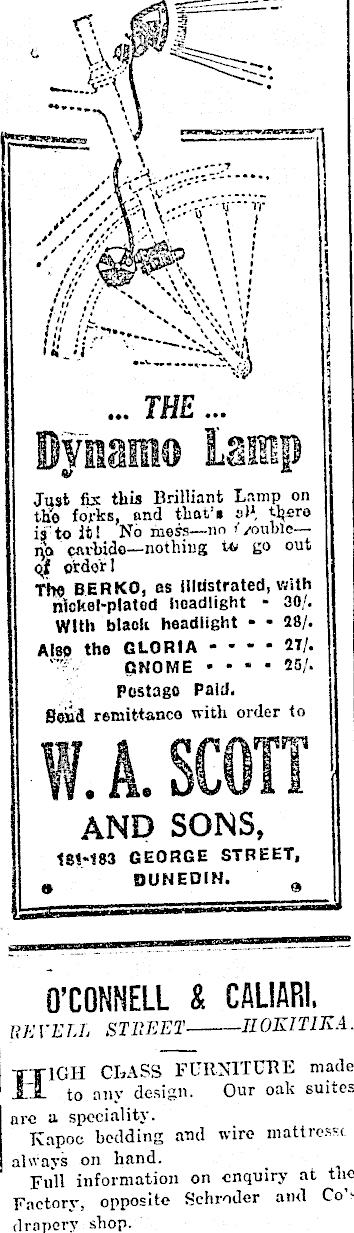 ... THE ...
Dynamo Lamp
Just fix this Brilliant Lamp on
the forks, and that's all there
is to it! No mess—no trouble—
no carbide—nothing to go out
of order!
The BERKO, as illustrated, with
nickel-plated headlight - 30/.
With black headlight - - 28/.
Also the GLORIA - - - - 27/.
GNOME - - - - 25/.
Postage Paid.
Send remittance with order to
W. A. SCOTT
AND SONS,
181-183 GEORGE STREET,
DUNEDIN.
O'CONNELL & CALIARI,
REVELL STREET——HOKITIKA.
HIGH CLASS FURNITURE made
to any design. Our oak suites
are a speciality.
Kapoc bedding and wire mattresse
always on hand.
Full information on enquiry at the
Factory, opposite Schroder and Co's
drapery shop.